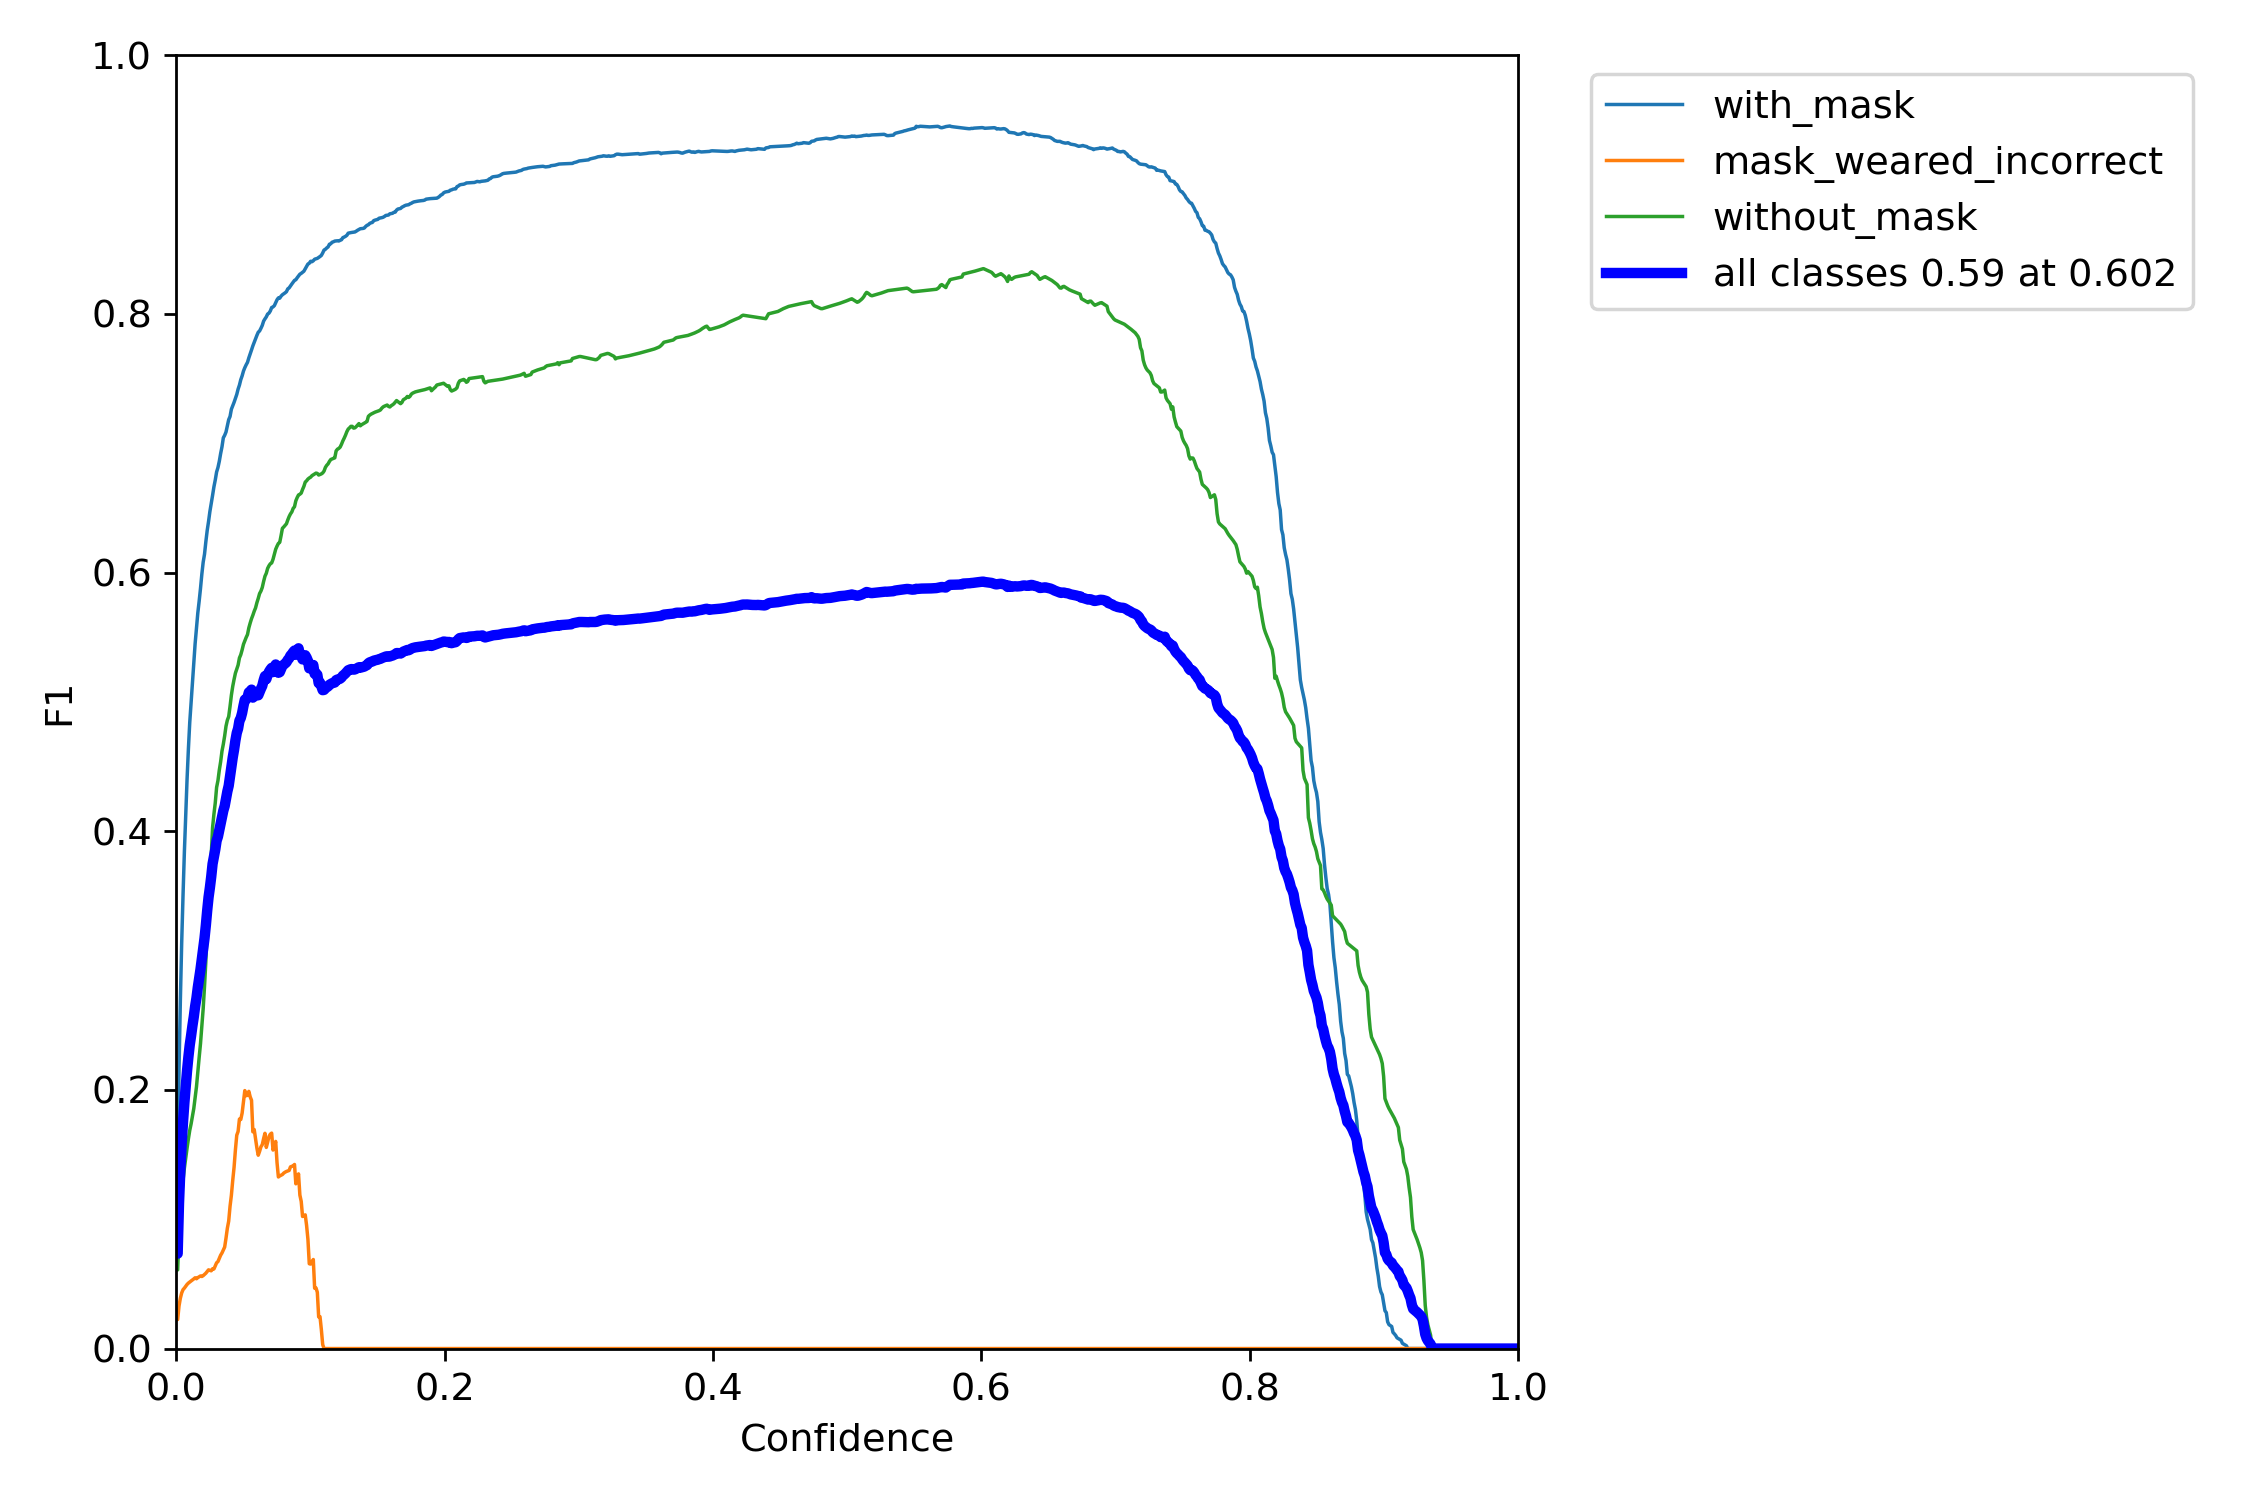 1.0
0.8
0.6
0.4
0.2
0.0
F1
0.0 0.2 0.4 0.6 0.8 1.0
Confidence
with_mask
mask_weared_incorrect
without_mask
all classes 0.59 at 0.602